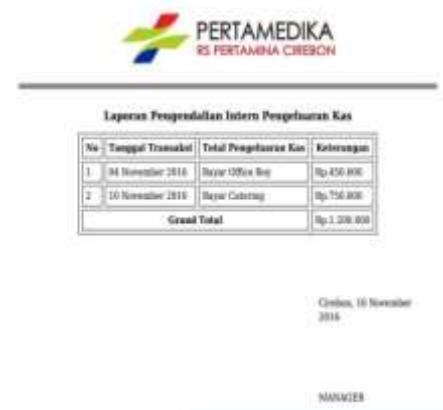 PERTAMEDIKA
RS PERTAMINA CIREBON
Laporan Pengendalian Intern Pengeluaran Kas
No Tanggal Transaksi Total Pengeluaran Kas Keterangan
1 04 November 2016 Bayar Office Boy Rp.450.000
2 10 November 2016 Bayar Catering Rp.750.000
Grand Total Rp.1.200.000
Cirebon, 10 November
2016
MANAGER